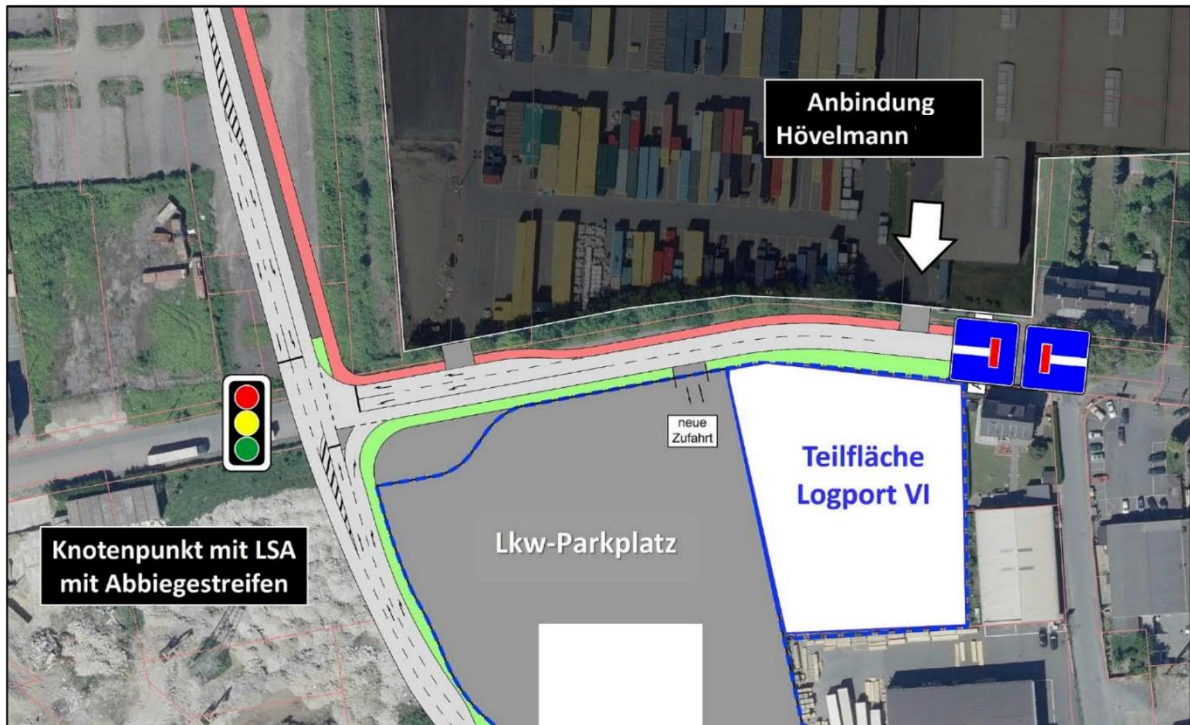 Anbindung
Hövelmann
neue
Zufahrt
Teilfläche
Logport VI
Lkw-Parkplatz
Knotenpunkt mit LSA
mit Abbiegestreifen